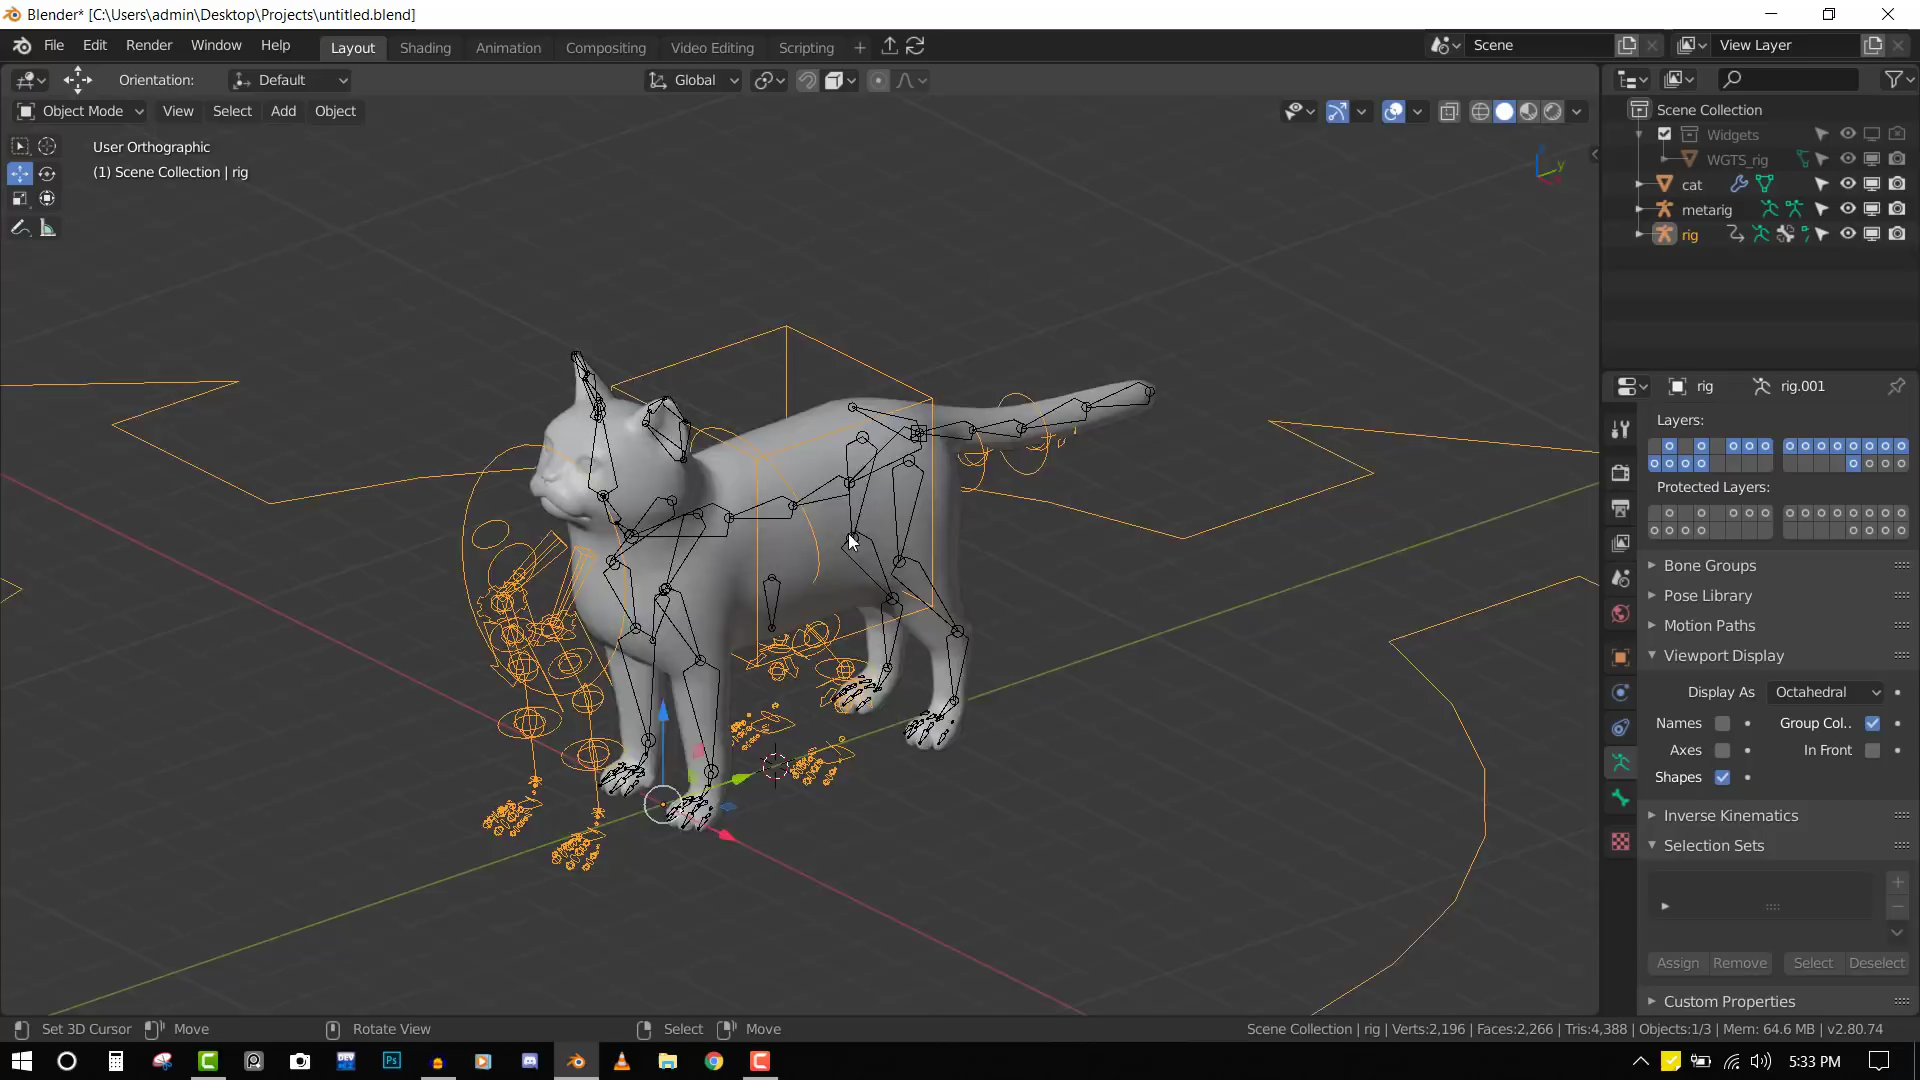 Blender* [C:\Users\admin\Desktop\Projects\untitled.blend]
File Edit Render Window Help Layout Shading Animation Compositing Video Editing Scripting + Scene View Layer
Orientation: Default Global
Object Mode View Select Add Object
User Orthographic
(1) Scene Collection | rig
Scene Collection
Widgets
WGTS_rig
cat
metarig
rig
rig rig.001
Layers:
Protected Layers:
Bone Groups
Pose Library
Motion Paths
Viewport Display
Display As Octahedral
Names Group Col..
Axes In Front
Shapes
Inverse Kinematics
Selection Sets
Assign Remove Select Deselect
Custom Properties
Set 3D Cursor Move Rotate View Select Move
Scene Collection | rig | Verts:2,196 | Faces:2,266 | Tris:4,388 | Objects:1/3 | Mem: 64.6 MB | v2.80.74
5:33 PM